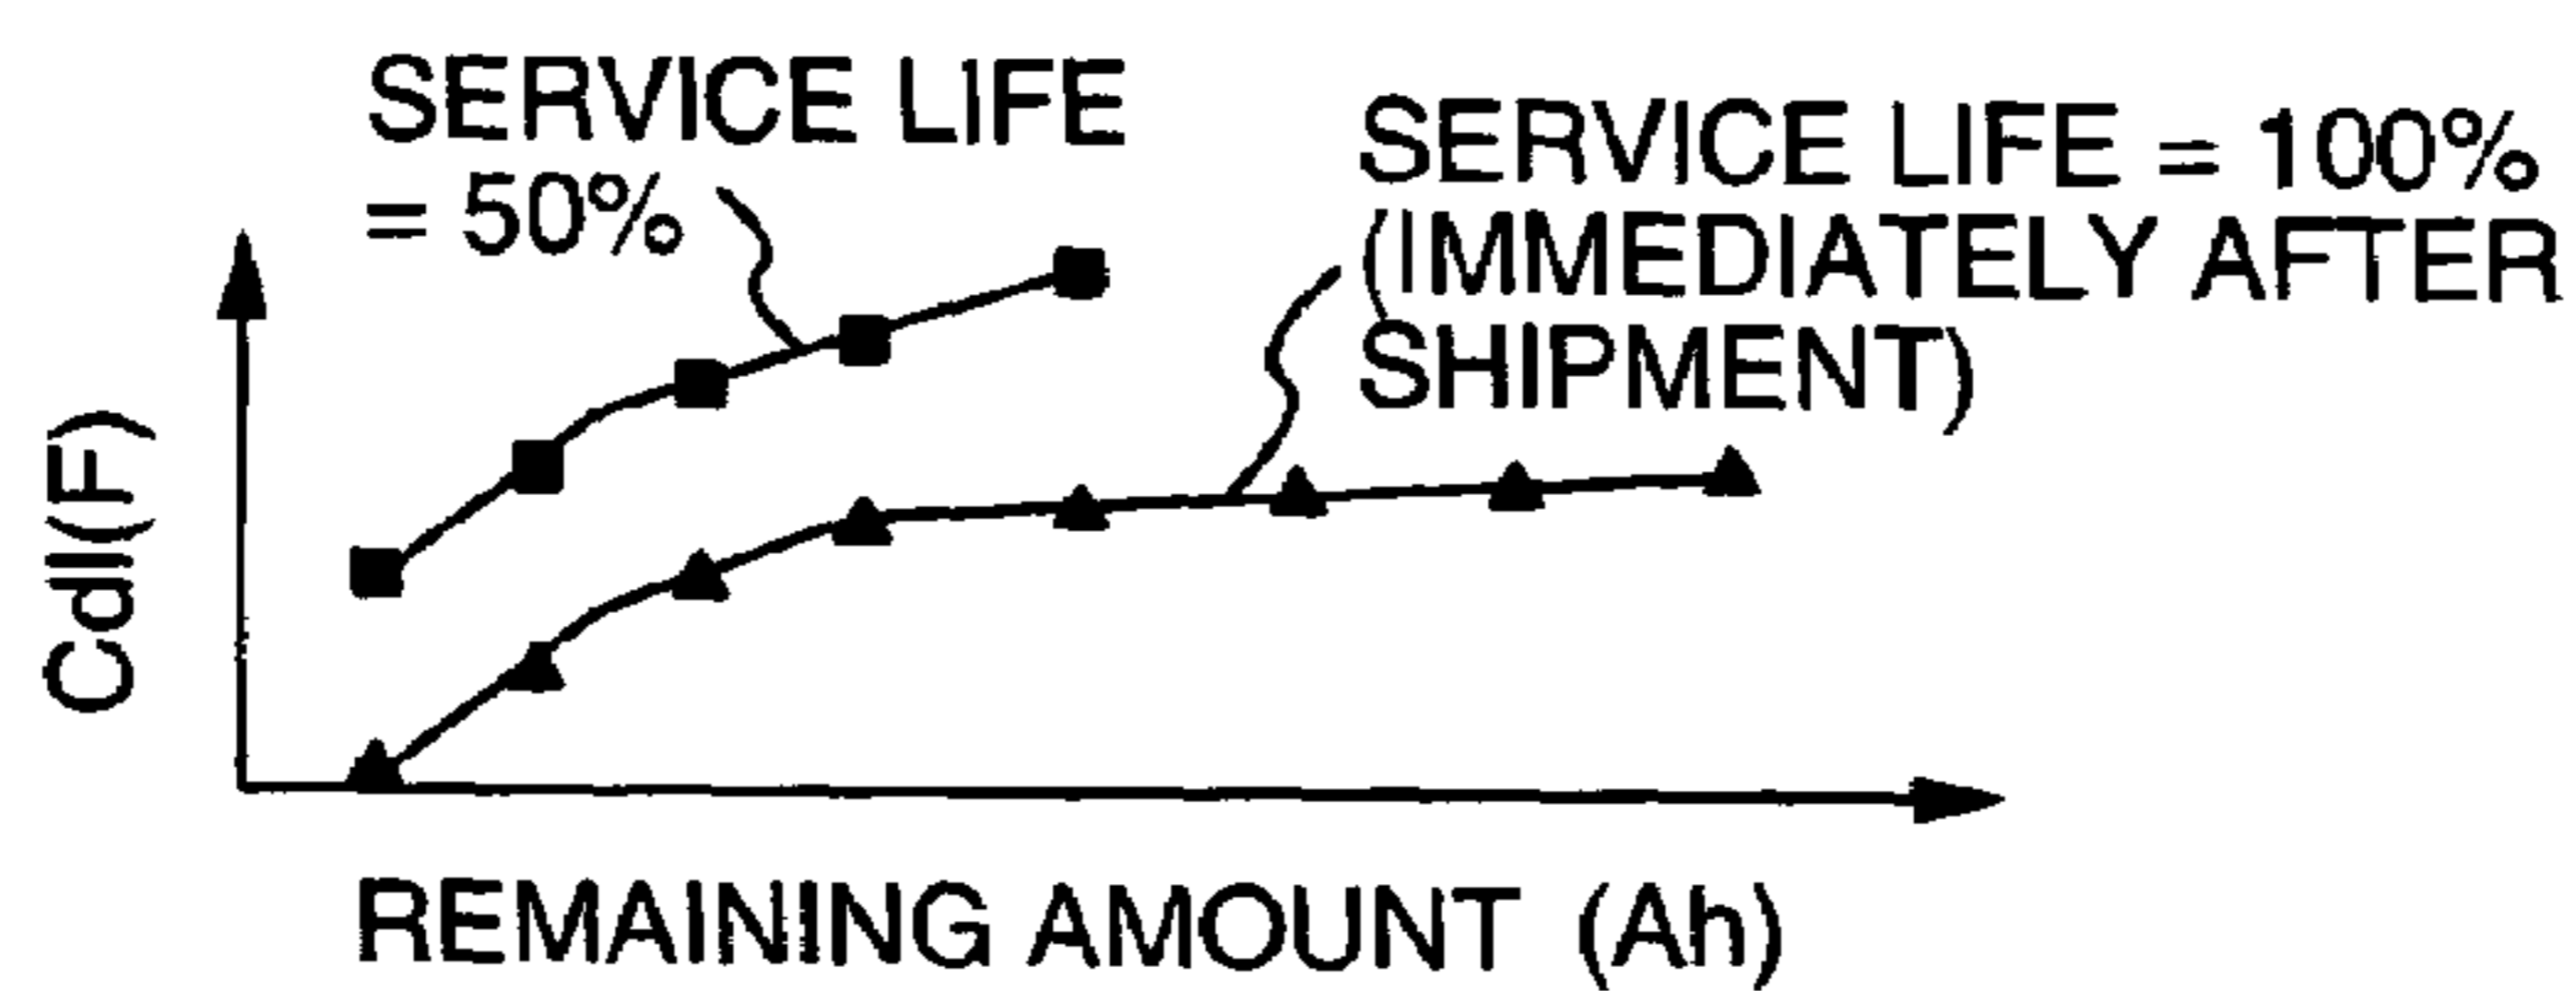 SERVICE LIFE
= 50%
SERVICE LIFE = 100%
(IMMEDIATELY AFTER
SHIPMENT)
Cdl(F)
REMAINING AMOUNT (Ah)